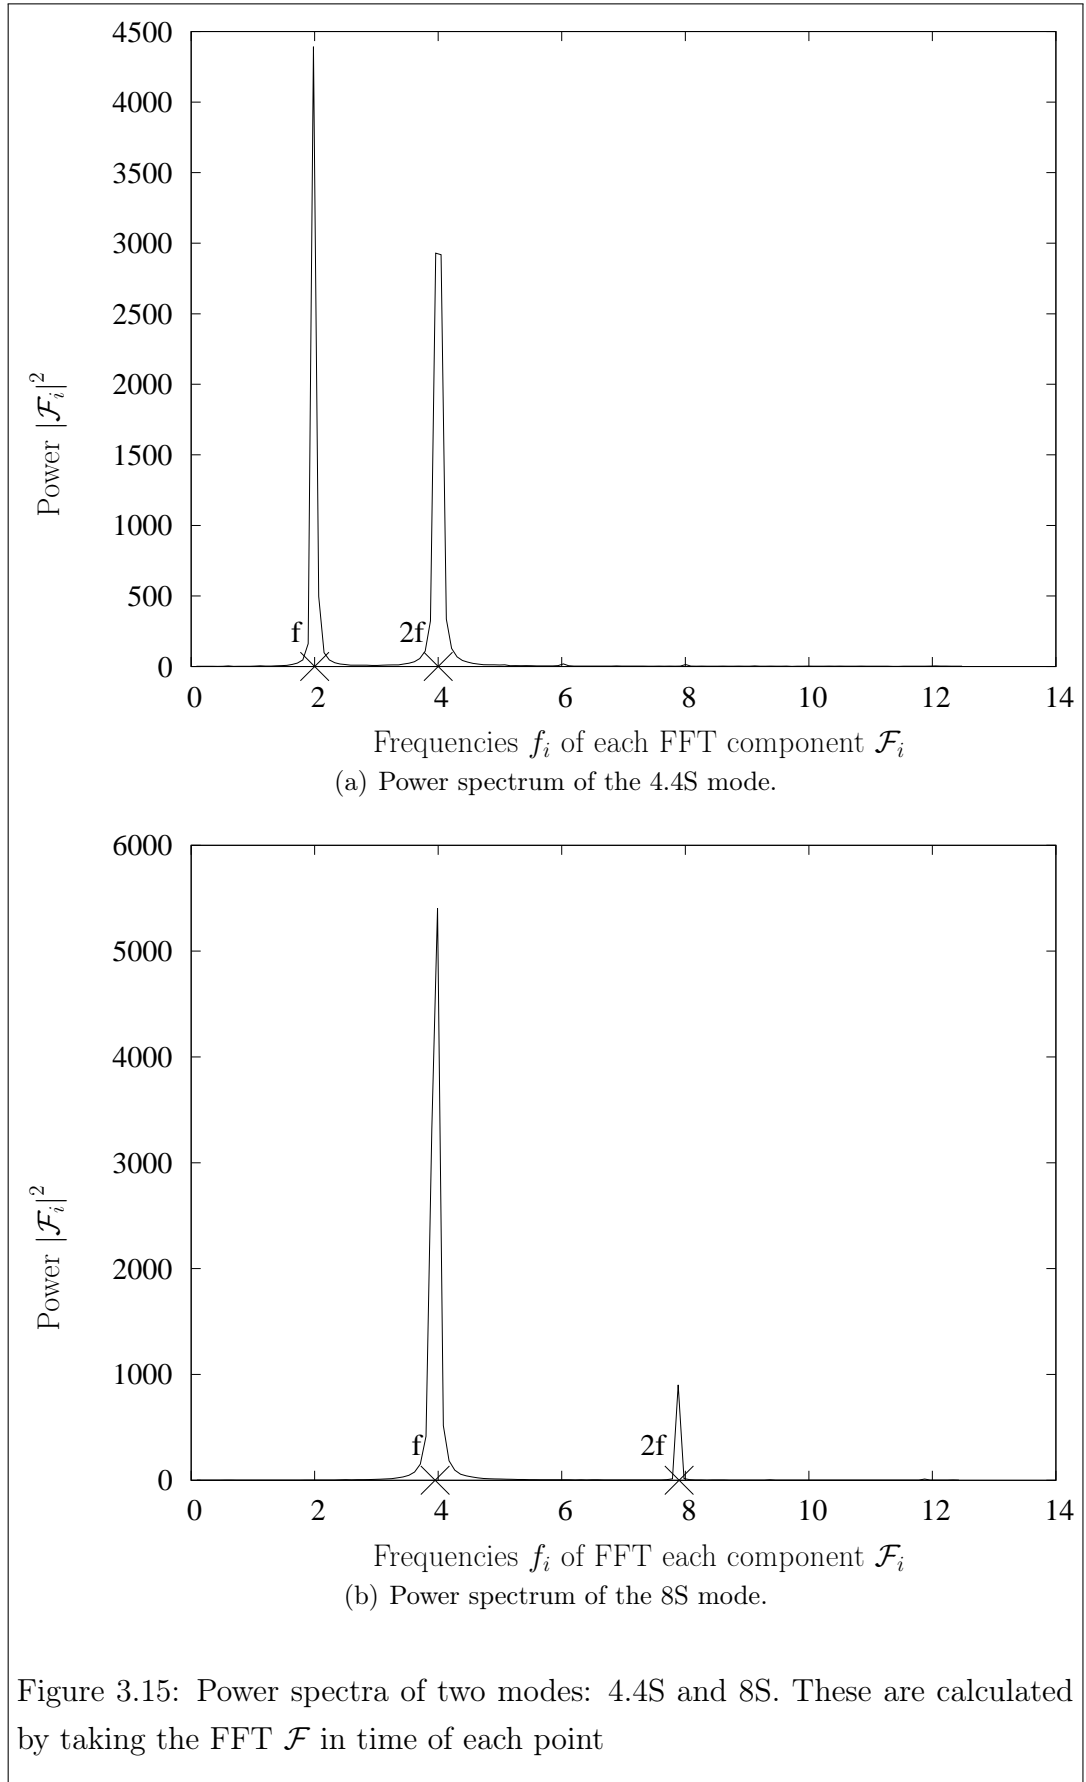 4500
4000
3500
3000
2500
2000
1500
1000
500
0
Power |𝓕ᵢ|²
f
2f
0 2 4 6 8 10 12 14
Frequencies fᵢ of each FFT component 𝓕ᵢ
(a) Power spectrum of the 4.4S mode.
6000
5000
4000
3000
2000
1000
0
Power |𝓕ᵢ|²
f
2f
0 2 4 6 8 10 12 14
Frequencies fᵢ of FFT each component 𝓕ᵢ
(b) Power spectrum of the 8S mode.
Figure 3.15: Power spectra of two modes: 4.4S and 8S. These are calculated
by taking the FFT 𝓕 in time of each point